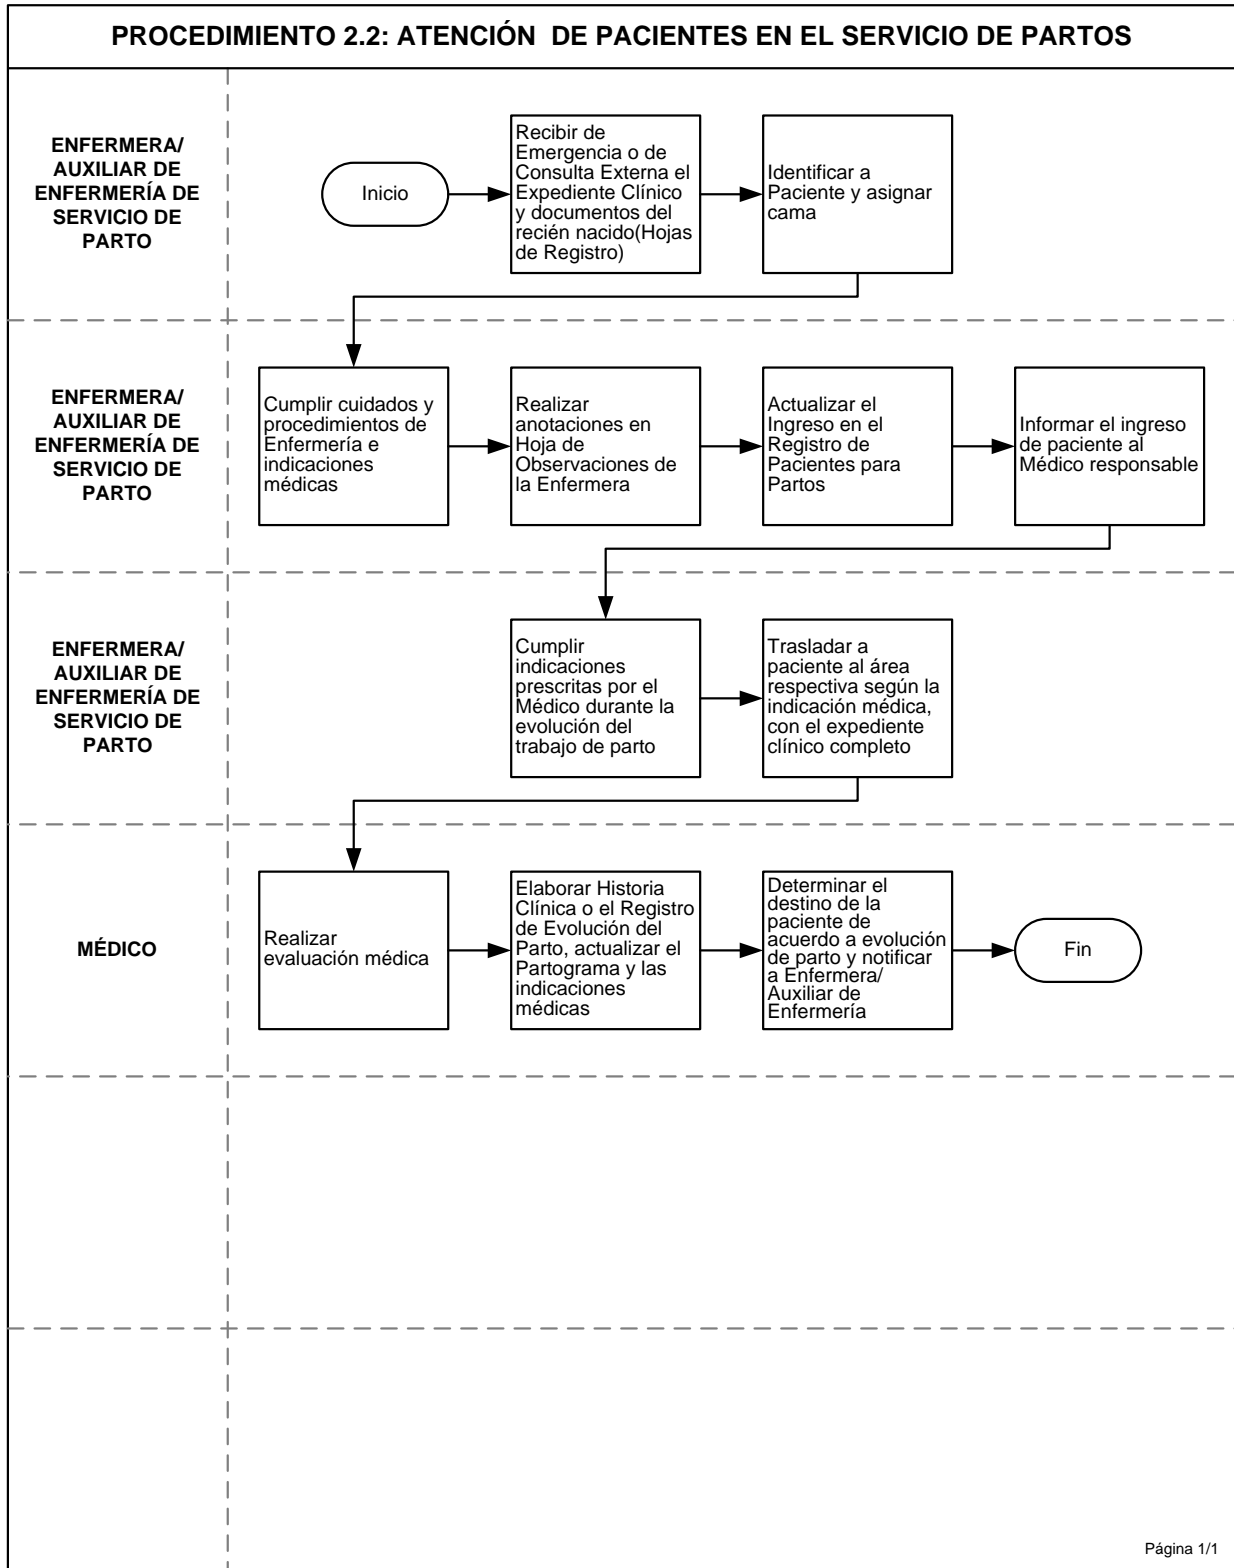 PROCEDIMIENTO 2.2: ATENCIÓN  DE PACIENTES EN EL SERVICIO DE PARTOS
ENFERMERA/
AUXILIAR DE
ENFERMERÍA DE
SERVICIO DE
PARTO
Inicio
Recibir de
Emergencia o de
Consulta Externa el
Expediente Clínico
y documentos del
recién nacido(Hojas
de Registro)
Identificar a
Paciente y asignar
cama
ENFERMERA/
AUXILIAR DE
ENFERMERÍA DE
SERVICIO DE
PARTO
Cumplir cuidados y
procedimientos de
Enfermería e
indicaciones
médicas
Realizar
anotaciones en
Hoja de
Observaciones de
la Enfermera
Actualizar el
Ingreso en el
Registro de
Pacientes para
Partos
Informar el ingreso
de paciente al
Médico responsable
ENFERMERA/
AUXILIAR DE
ENFERMERÍA DE
SERVICIO DE
PARTO
Cumplir
indicaciones
prescritas por el
Médico durante la
evolución del
trabajo de parto
Trasladar a
paciente al área
respectiva según la
indicación médica,
con el expediente
clínico completo
MÉDICO
Realizar
evaluación médica
Elaborar Historia
Clínica o el Registro
de Evolución del
Parto, actualizar el
Partograma y las
indicaciones
médicas
Determinar el
destino de la
paciente de
acuerdo a evolución
de parto y notificar
a Enfermera/
Auxiliar de
Enfermería
Fin
Página 1/1